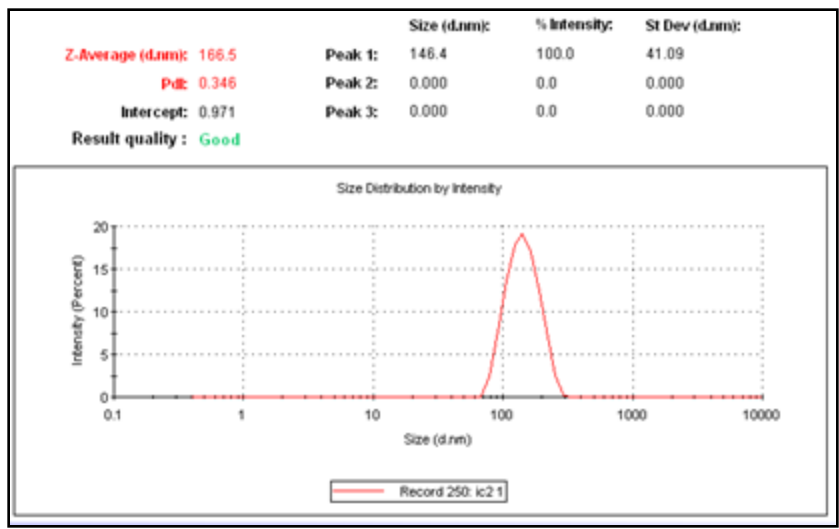 Size (d.nm): % Intensity: St Dev (d.nm):
Z-Average (d.nm): 166.5 Peak 1: 146.4 100.0 41.09
PdI: 0.346 Peak 2: 0.000 0.0 0.000
Intercept: 0.971 Peak 3: 0.000 0.0 0.000
Result quality : Good
Size Distribution by Intensity
Intensity (Percent)
20
15
10
5
0
0.1 1 10 100 1000 10000
Size (d.nm)
Record 250: ic2 1